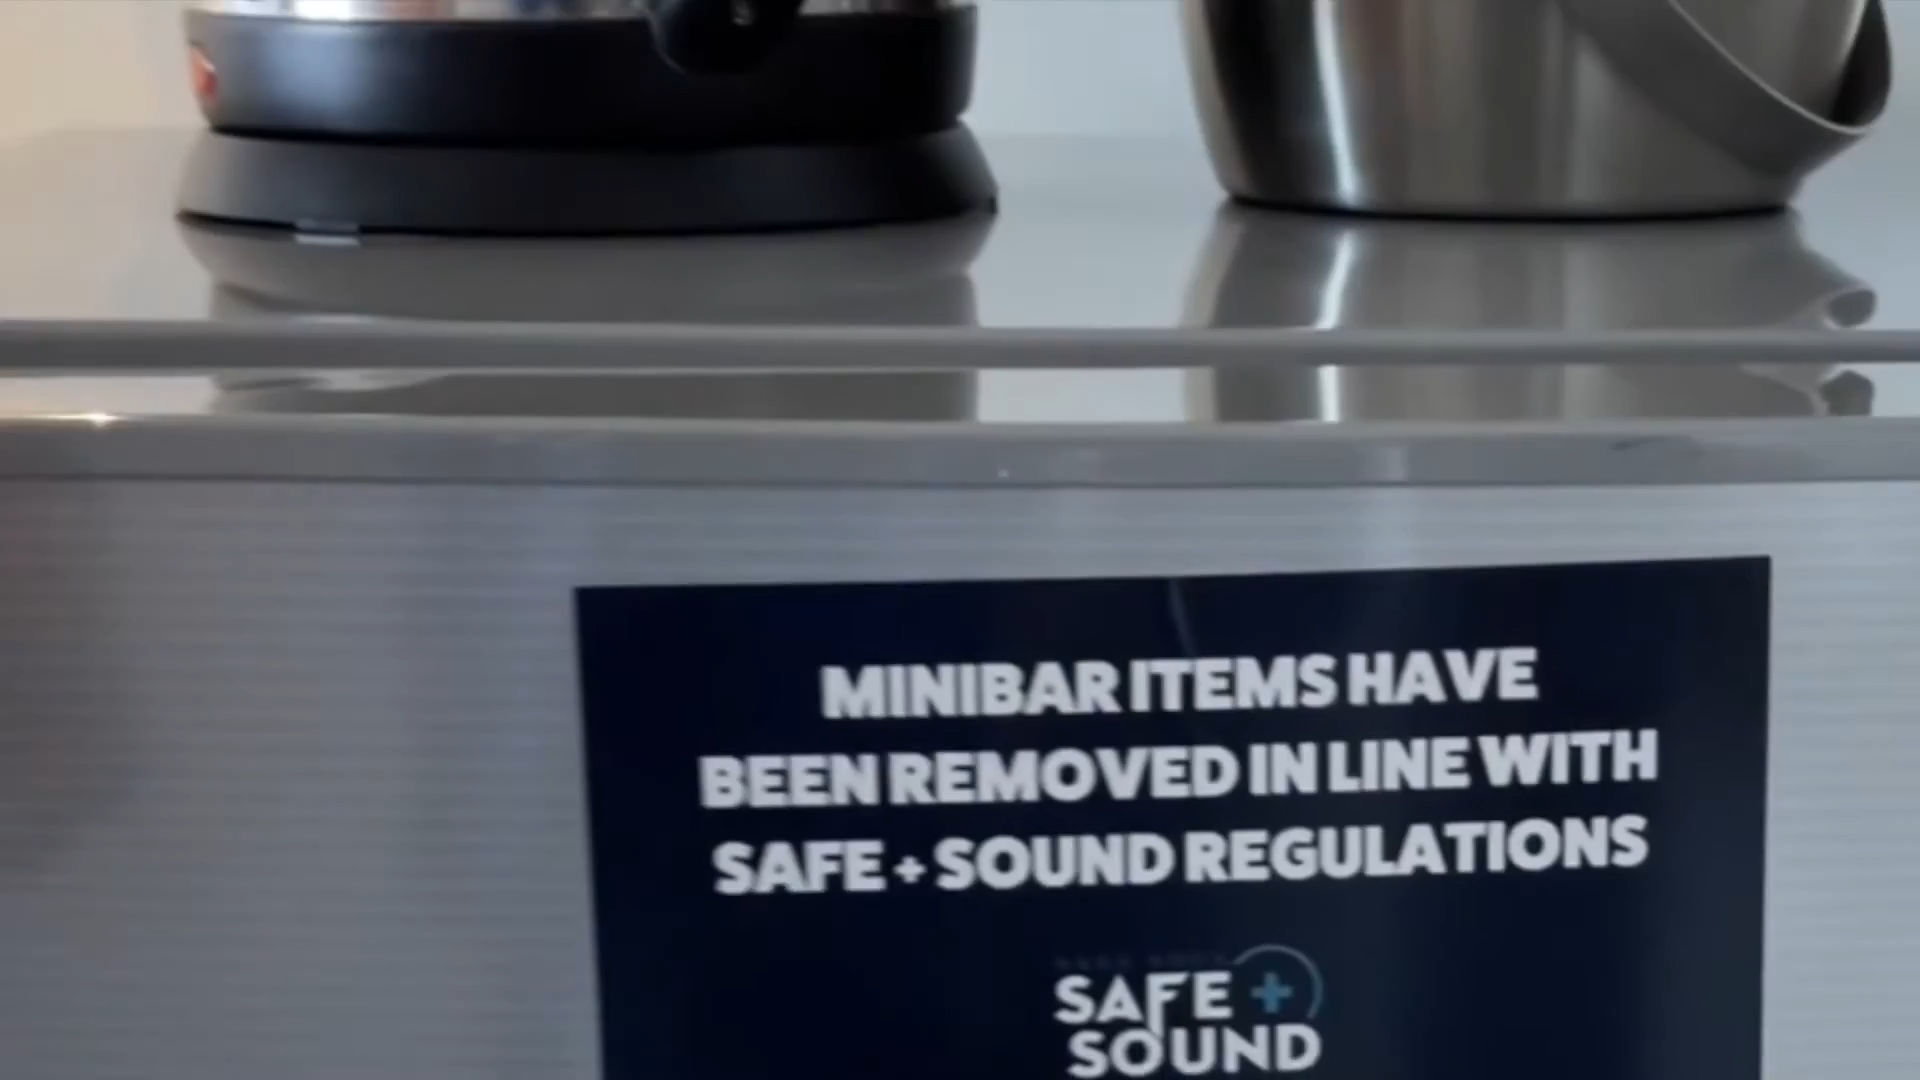 MINIBAR ITEMS HAVE
BEEN REMOVED IN LINE WITH
SAFE + SOUND REGULATIONS
SAFE +
SOUND